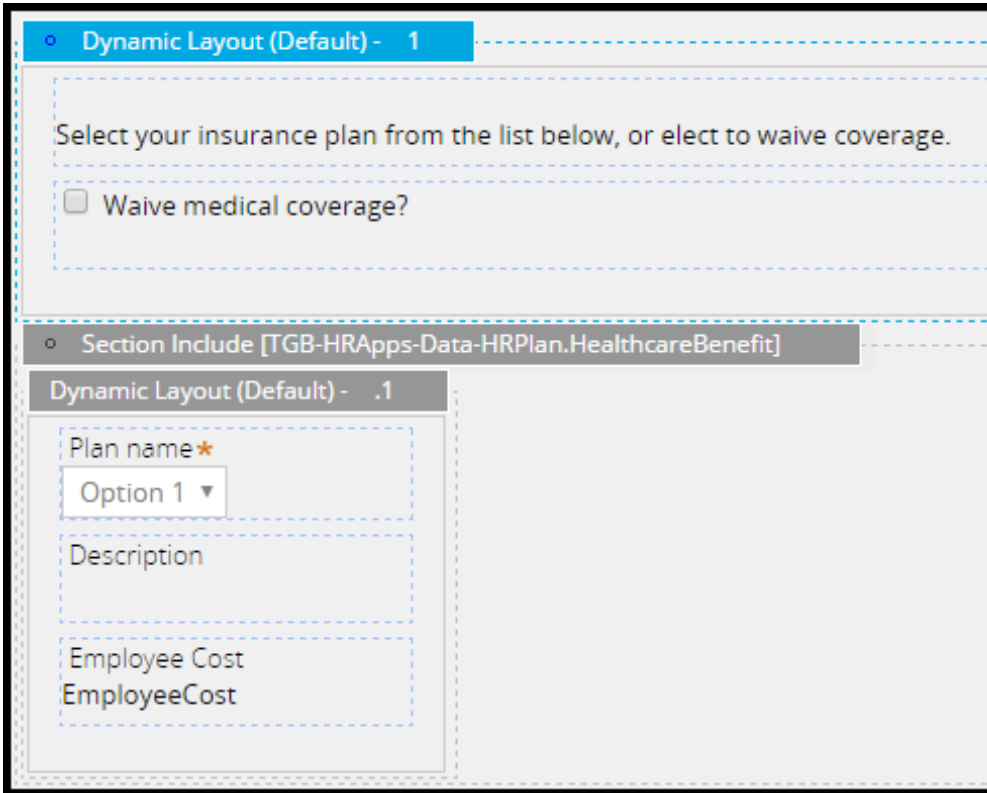 Dynamic Layout (Default) - 1
Select your insurance plan from the list below, or elect to waive coverage.
Waive medical coverage?
Section Include [TGB-HRApps-Data-HRPlan.HealthcareBenefit]
Dynamic Layout (Default) - .1
Plan name*
Option 1
Description
Employee Cost
EmployeeCost